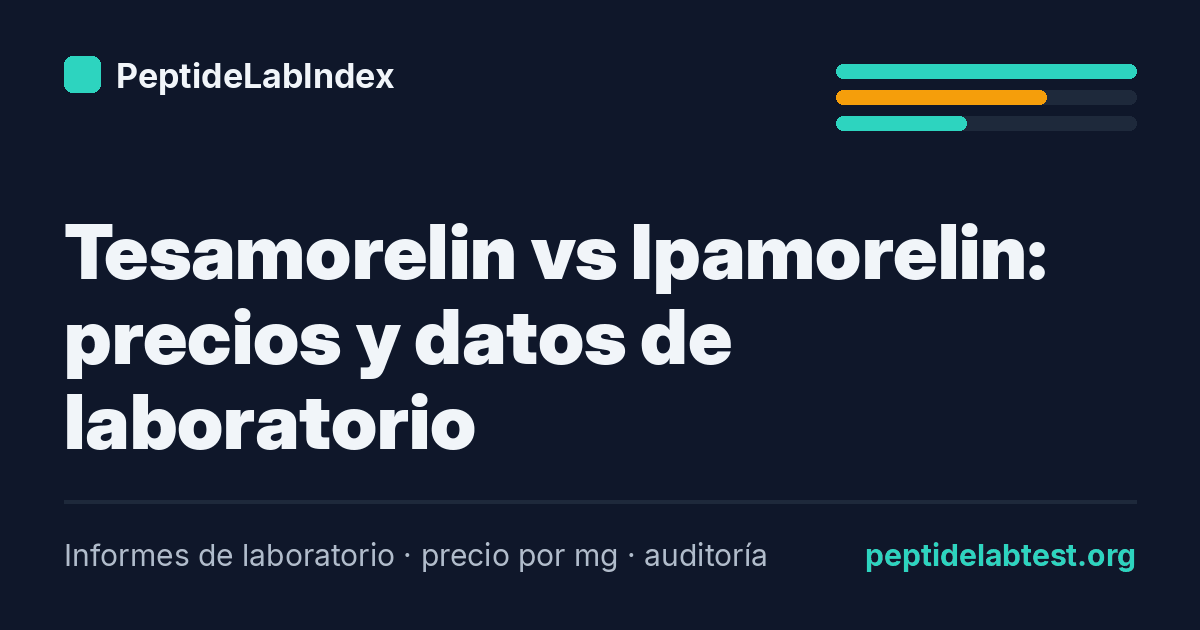 PeptideLabIndex
Tesamorelin vs Ipamorelin:
precios y datos de
laboratorio
Informes de laboratorio · precio por mg · auditoría
peptidelabtest.org